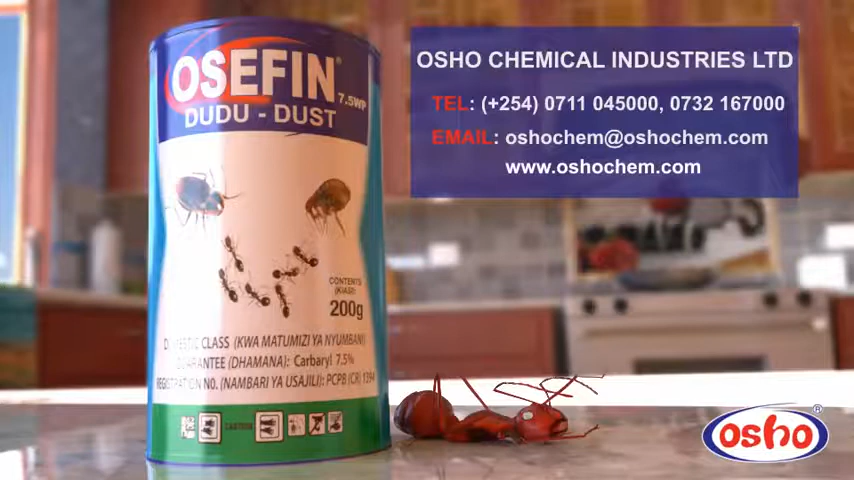 OSEFIN®
7.5WP
DUDU - DUST
CONTENTS
(KIASI):
200g
DOMESTIC CLASS (KWA MATUMIZI YA NYUMBANI)
GUARANTEE (DHAMANA): Carbaryl 7.5%
REGISTRATION NO. (NAMBARI YA USAJILI): PCPB (CR) 1394
CAUTION
OSHO CHEMICAL INDUSTRIES LTD
TEL: (+254) 0711 045000, 0732 167000
EMAIL: oshochem@oshochem.com
www.oshochem.com
osho®